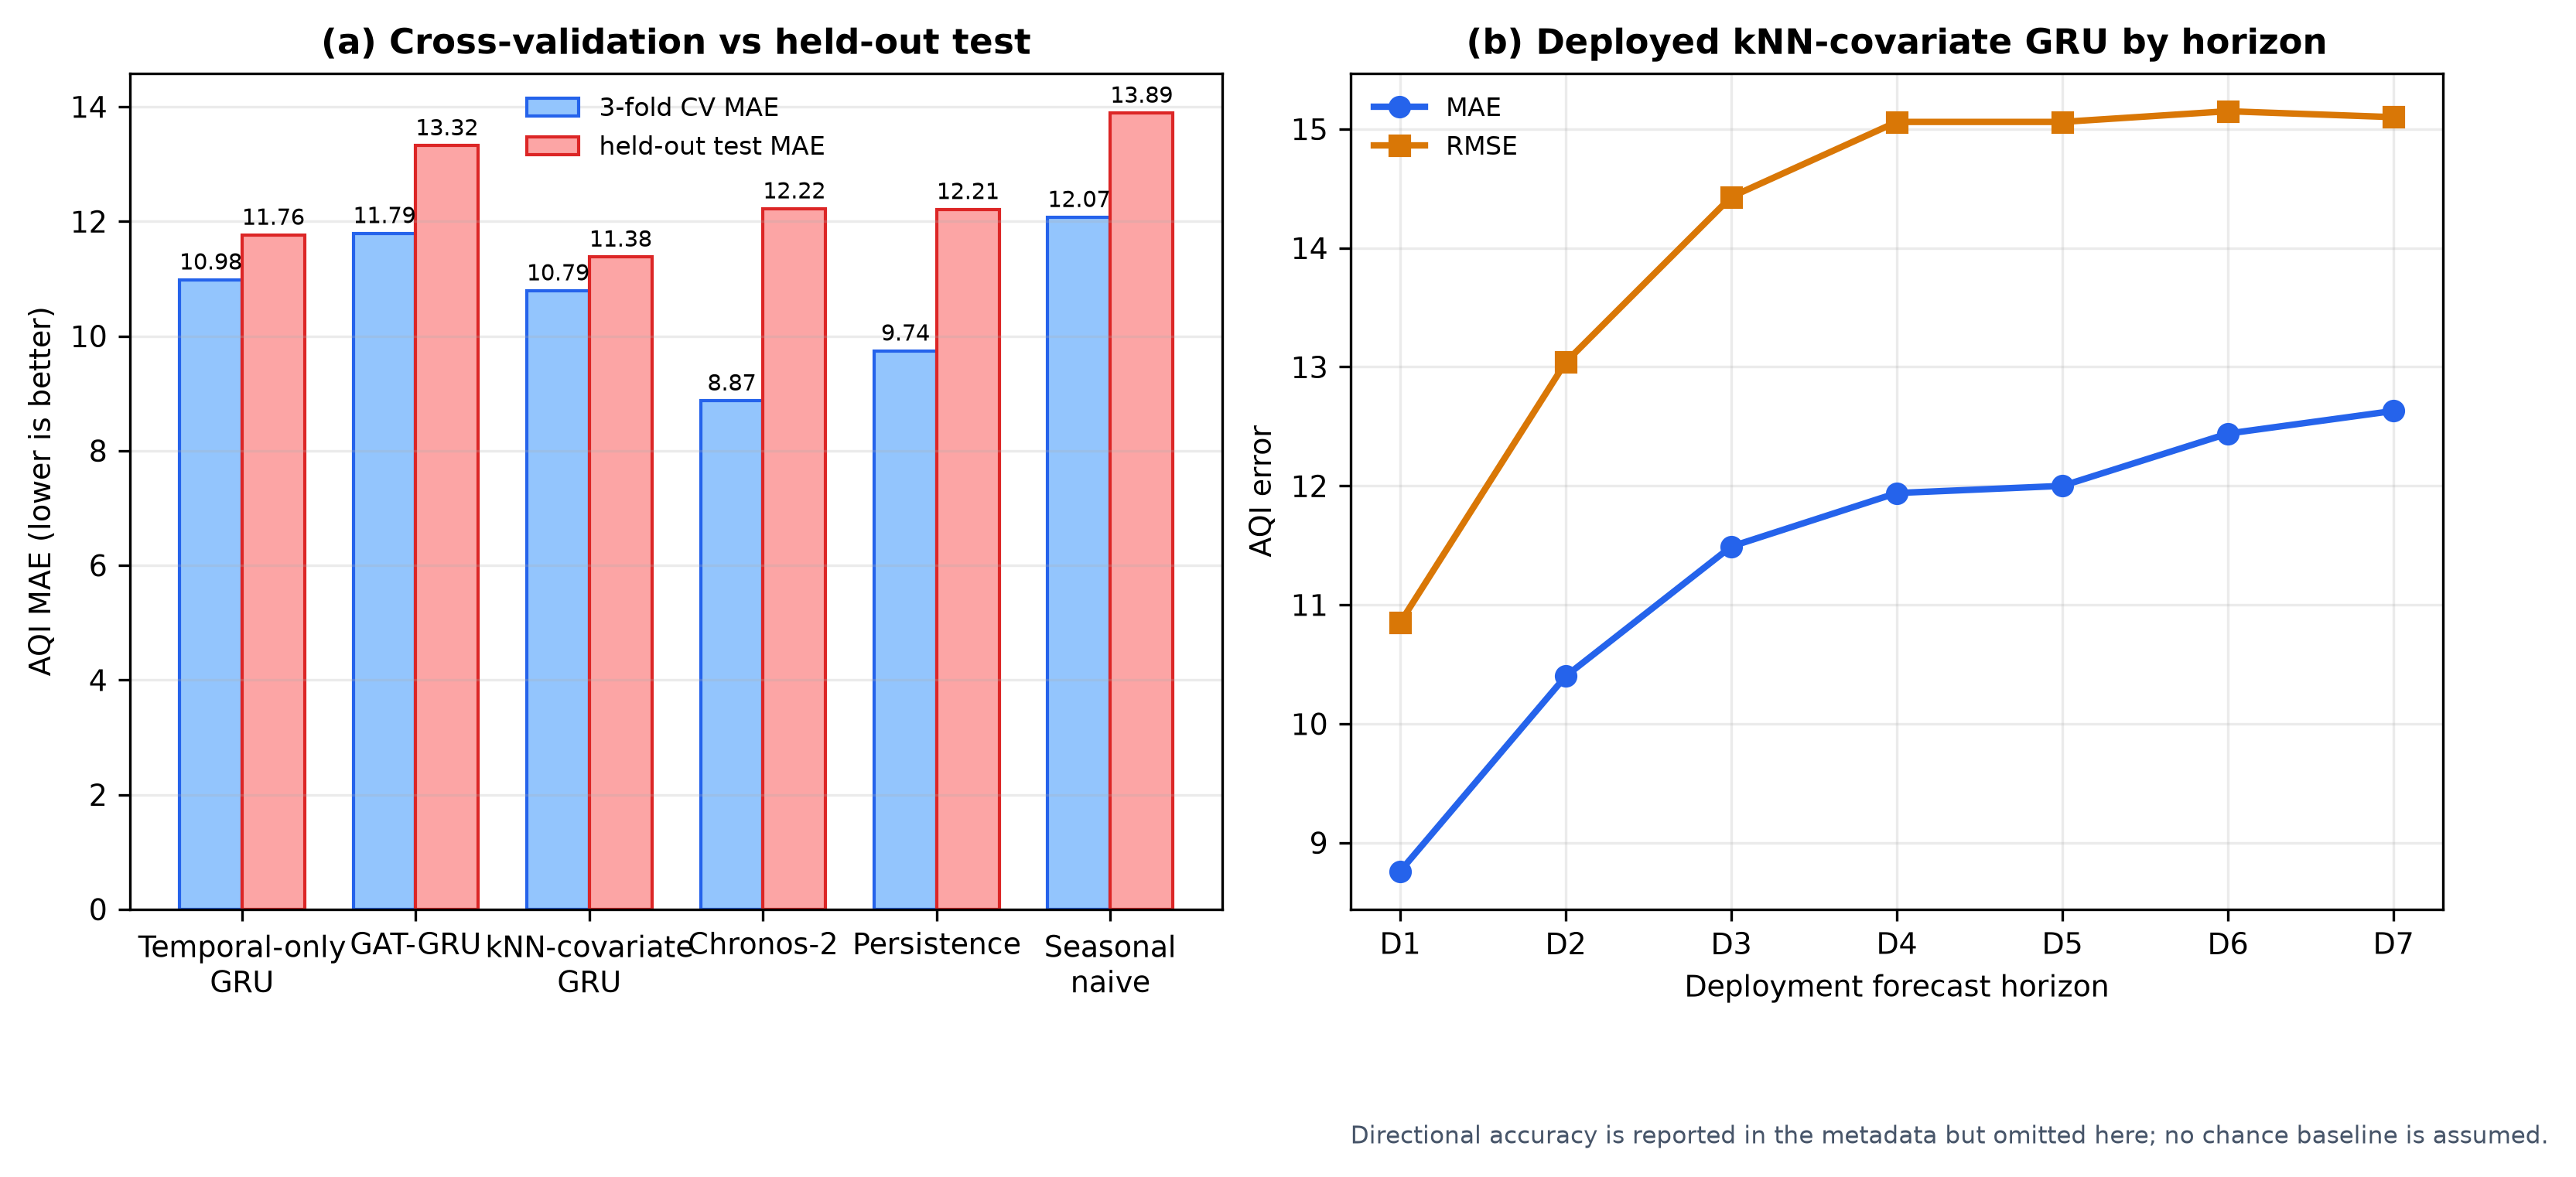 (a) Cross-validation vs held-out test
3-fold CV MAE
held-out test MAE
AQI MAE (lower is better)
14
12
10
8
6
4
2
0
10.98
11.76
11.79
13.32
10.79
11.38
8.87
12.22
9.74
12.21
12.07
13.89
Temporal-only
GRU
GAT-GRU
kNN-covariate
GRU
Chronos-2
Persistence
Seasonal
naive
(b) Deployed kNN-covariate GRU by horizon
MAE
RMSE
AQI error
15
14
13
12
11
10
9
D1
D2
D3
D4
D5
D6
D7
Deployment forecast horizon
Directional accuracy is reported in the metadata but omitted here; no chance baseline is assumed.